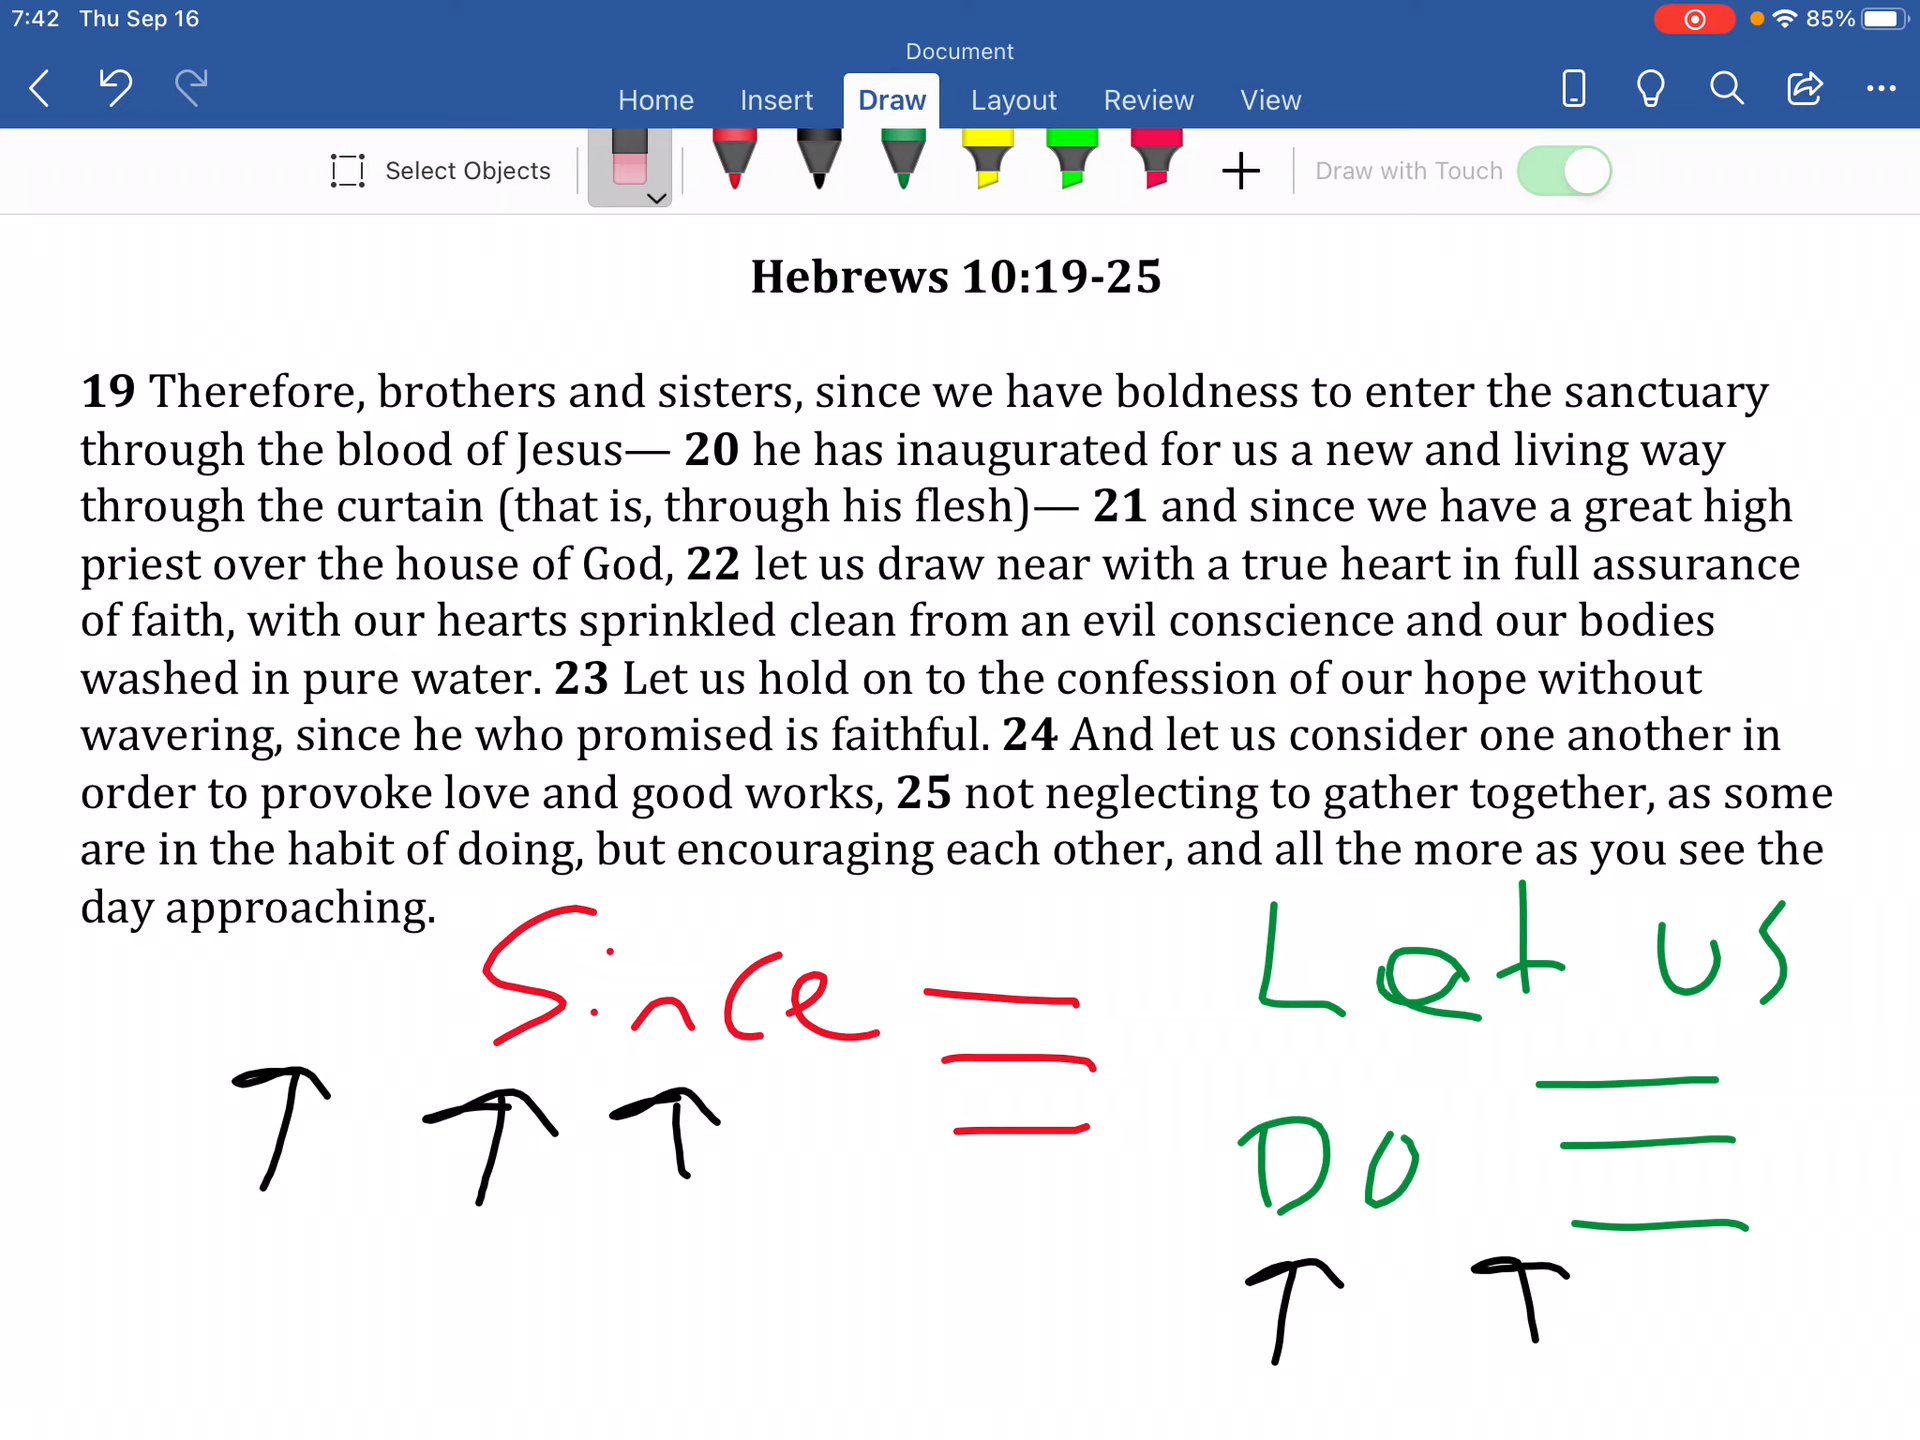 7:42 Thu Sep 16 85%
Document
Home Insert Draw Layout Review View
Select Objects Draw with Touch
Hebrews 10:19-25
19 Therefore, brothers and sisters, since we have boldness to enter the sanctuary
through the blood of Jesus— 20 he has inaugurated for us a new and living way
through the curtain (that is, through his flesh)— 21 and since we have a great high
priest over the house of God, 22 let us draw near with a true heart in full assurance
of faith, with our hearts sprinkled clean from an evil conscience and our bodies
washed in pure water. 23 Let us hold on to the confession of our hope without
wavering, since he who promised is faithful. 24 And let us consider one another in
order to provoke love and good works, 25 not neglecting to gather together, as some
are in the habit of doing, but encouraging each other, and all the more as you see the
day approaching.
Since Let us
DO